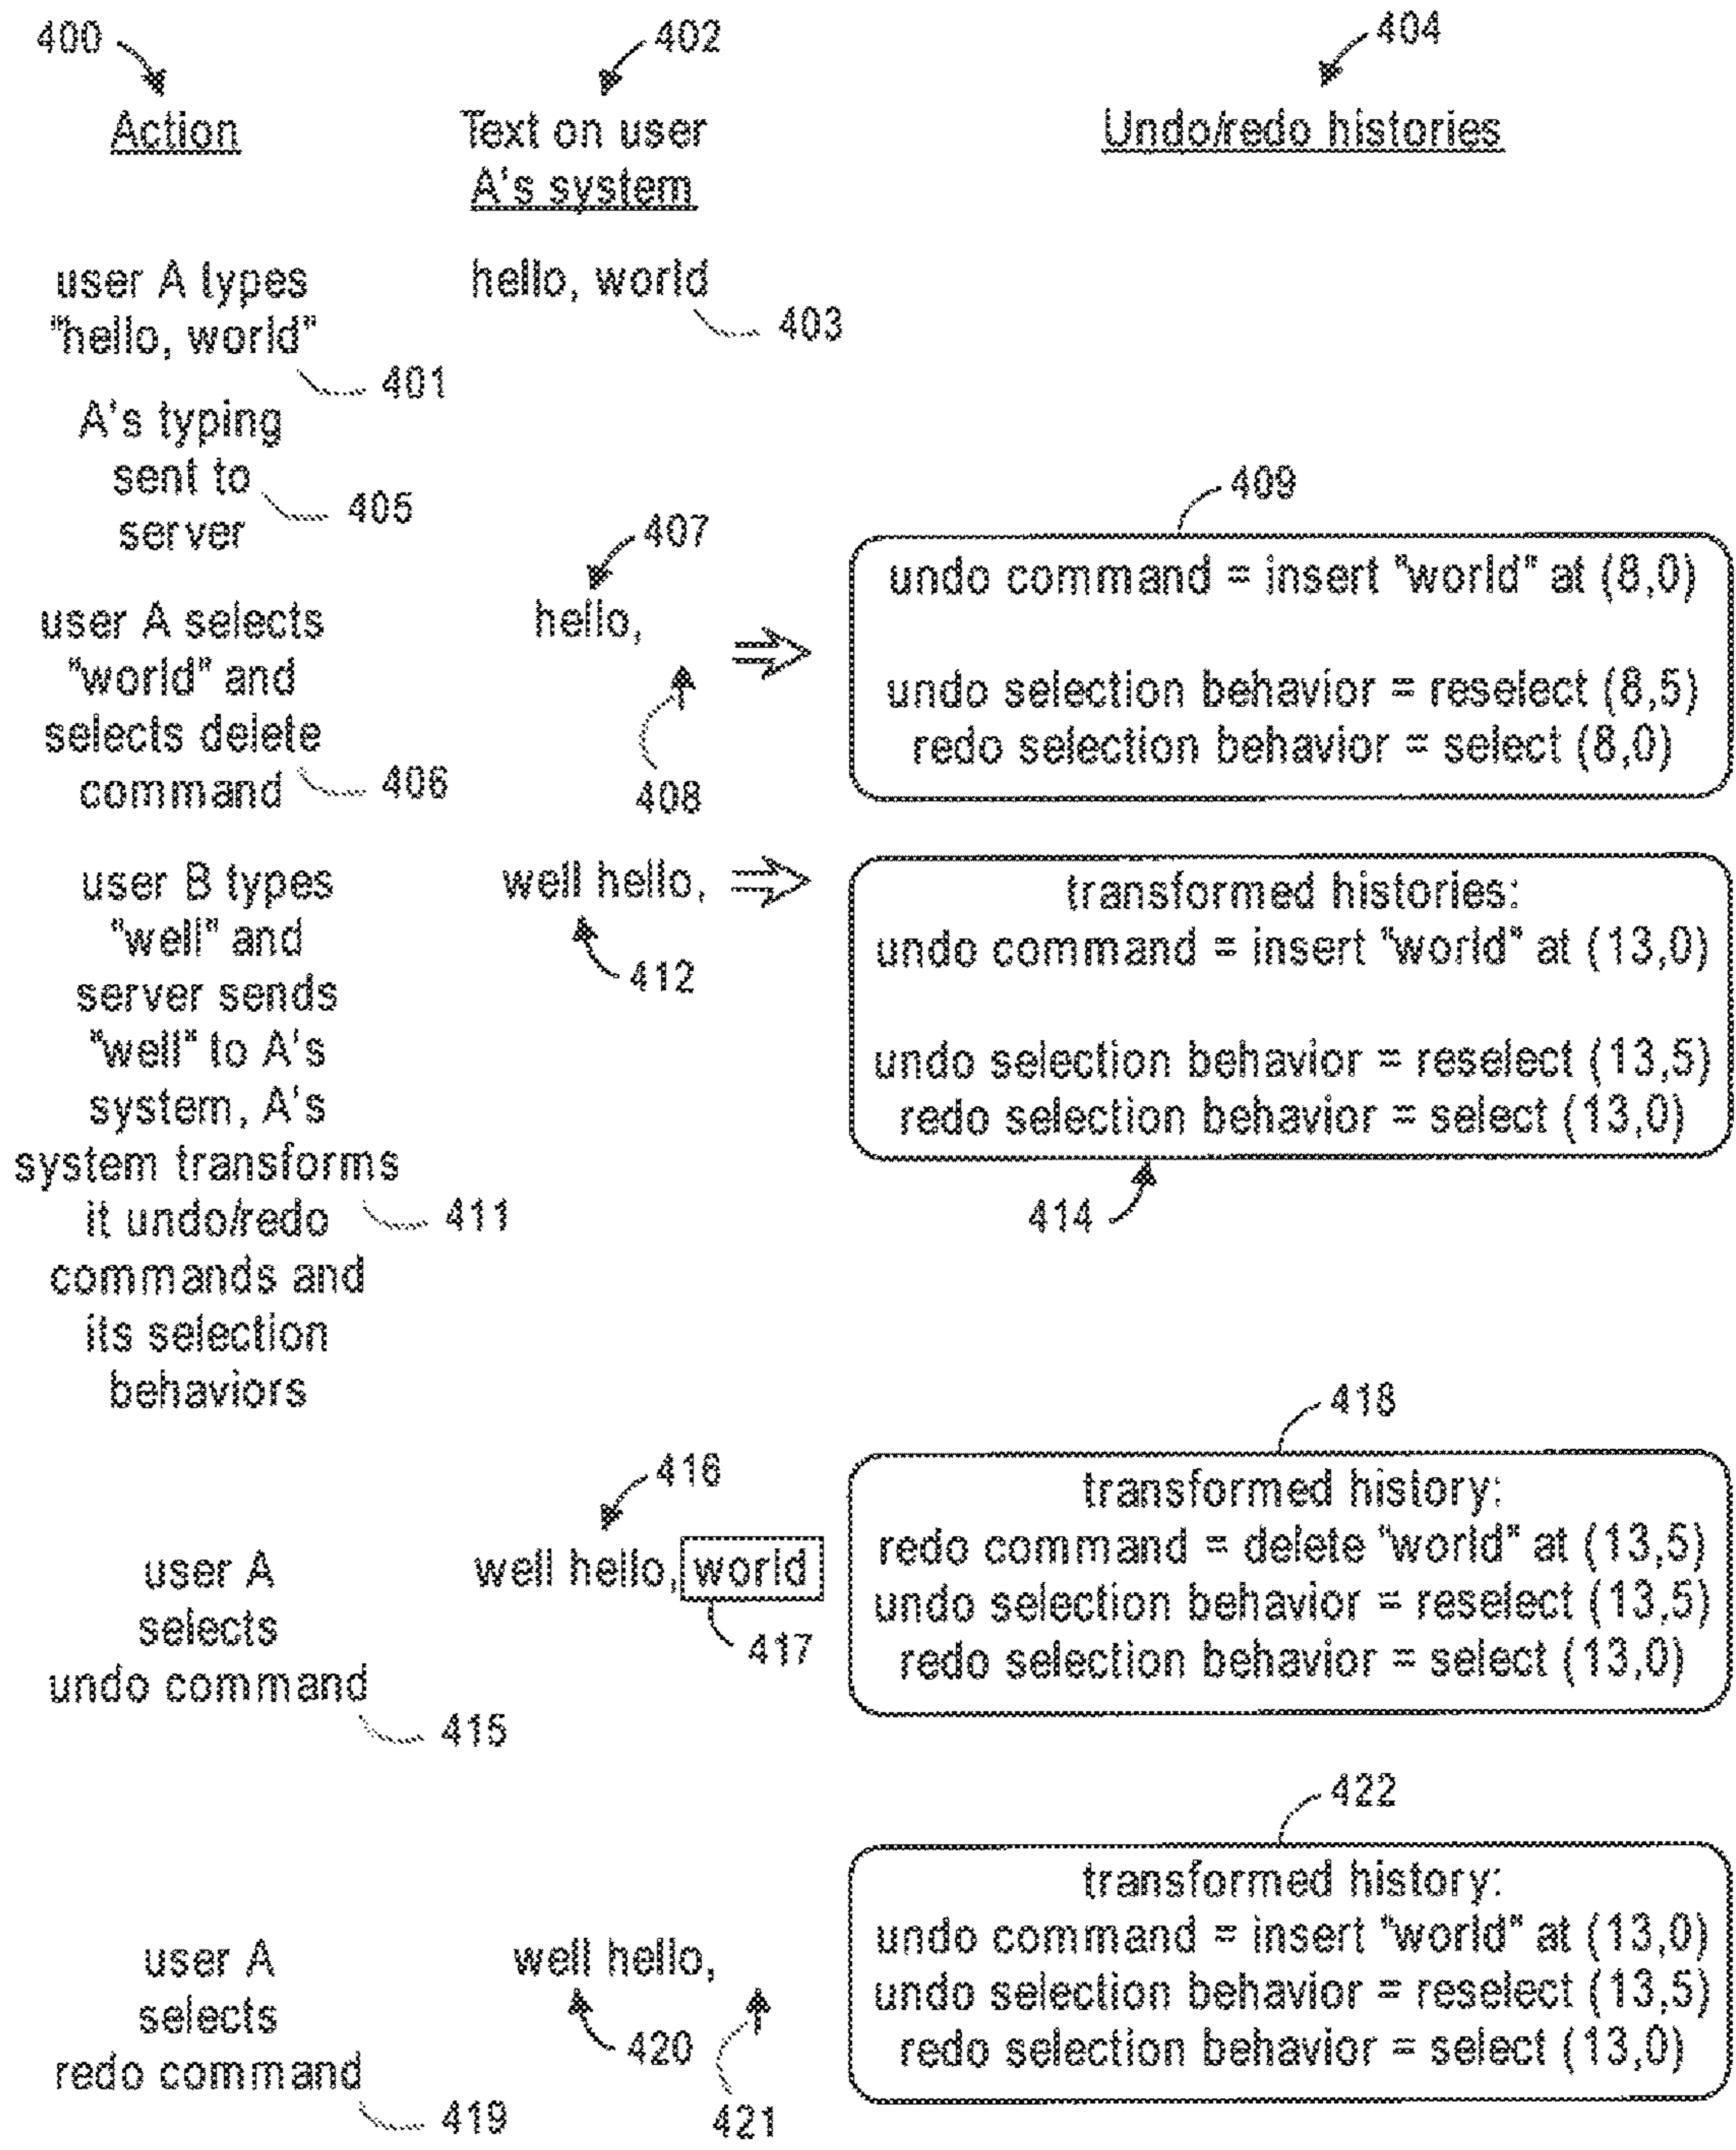 400
402
404
Action
Text on user
A's system
Undo/redo histories
user A types
"hello, world"
401
hello, world
403
A's typing
sent to
server
405
user A selects
"world" and
selects delete
command
406
407
hello,
408
409
undo command = insert "world" at (8,0)
undo selection behavior = reselect (8,5)
redo selection behavior = select (8,0)
user B types
"well" and
server sends
"well" to A's
system, A's
system transforms
it undo/redo
commands and
its selection
behaviors
411
well hello,
412
transformed histories:
undo command = insert "world" at (13,0)
undo selection behavior = reselect (13,5)
redo selection behavior = select (13,0)
414
user A
selects
undo command
415
416
well hello, world
417
418
transformed history:
redo command = delete "world" at (13,5)
undo selection behavior = reselect (13,5)
redo selection behavior = select (13,0)
user A
selects
redo command
419
well hello,
420
421
422
transformed history:
undo command = insert "world" at (13,0)
undo selection behavior = reselect (13,5)
redo selection behavior = select (13,0)